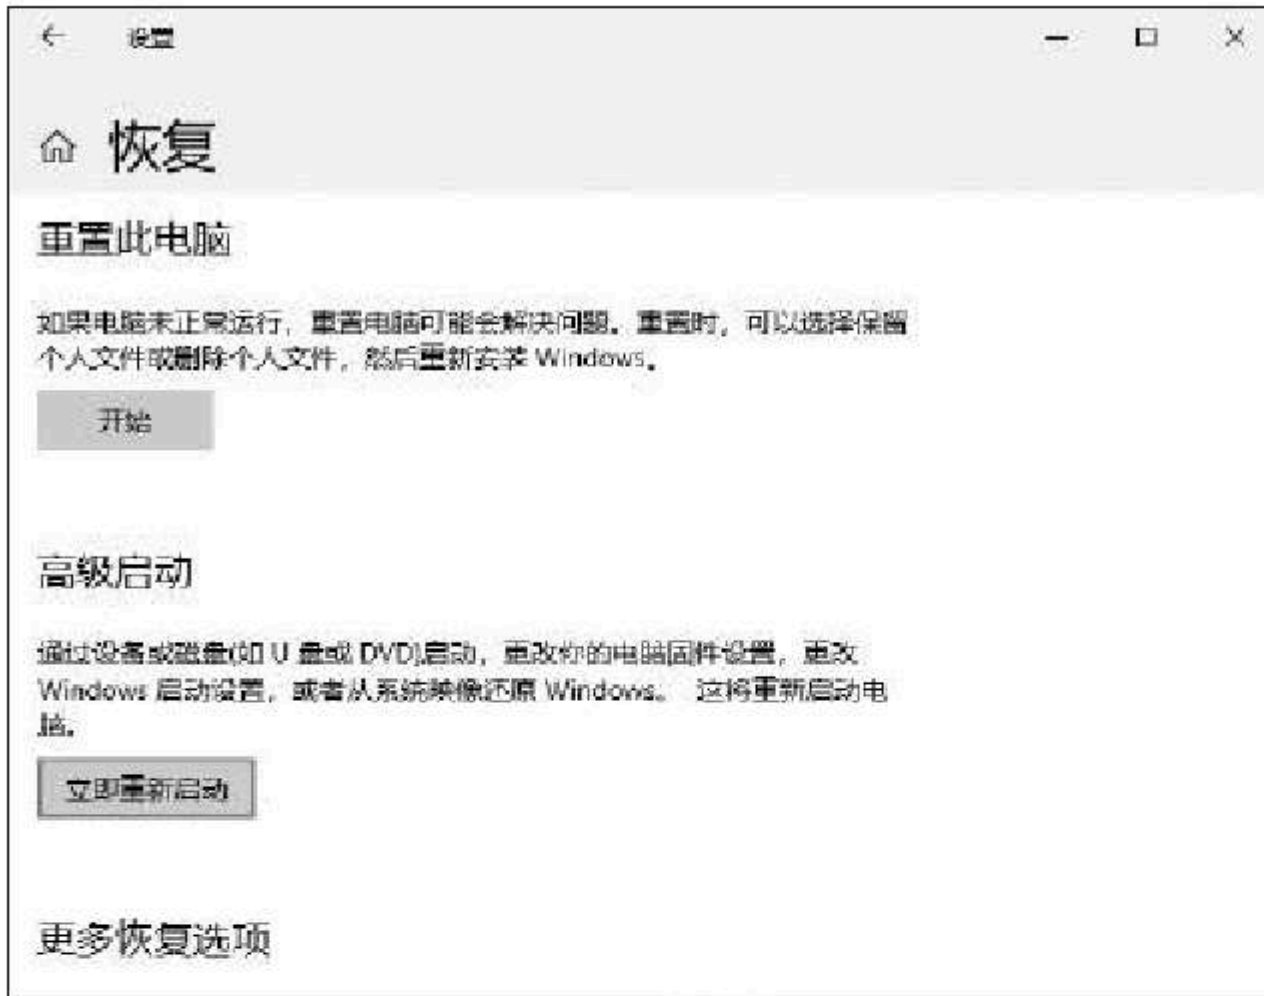 设置
恢复
重置此电脑
如果电脑未正常运行，重置电脑可能会解决问题。重置时，可以选择保留
个人文件或删除个人文件，然后重新安装 Windows。
开始
高级启动
通过设备或磁盘(如 U 盘或 DVD)启动，更改你的电脑固件设置，更改
Windows 启动设置，或者从系统映像还原 Windows。 这将重新启动电
脑。
立即重新启动
更多恢复选项